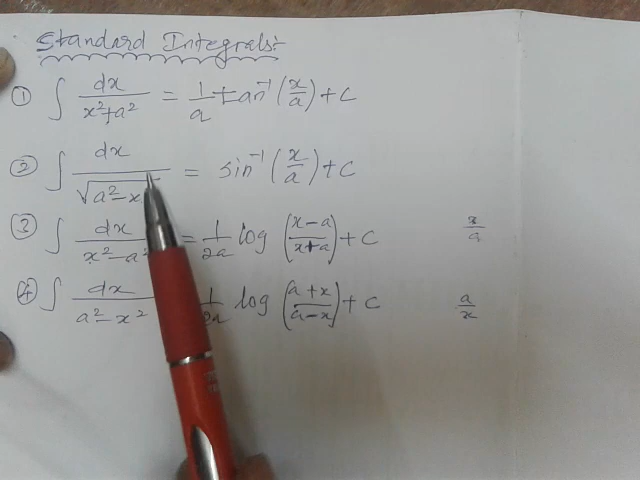 Standard Integrals:-
① ∫ dx / x²+a² = 1/a tan⁻¹ (x/a) + C
② ∫ dx / √a²-x = sin⁻¹ (x/a) + C
③ ∫ dx / x²-a² = 1/2a log (x-a / x+a) + C x/a
④ ∫ dx / a²-x² 1/2a log (a+x / a-x) + C a/x